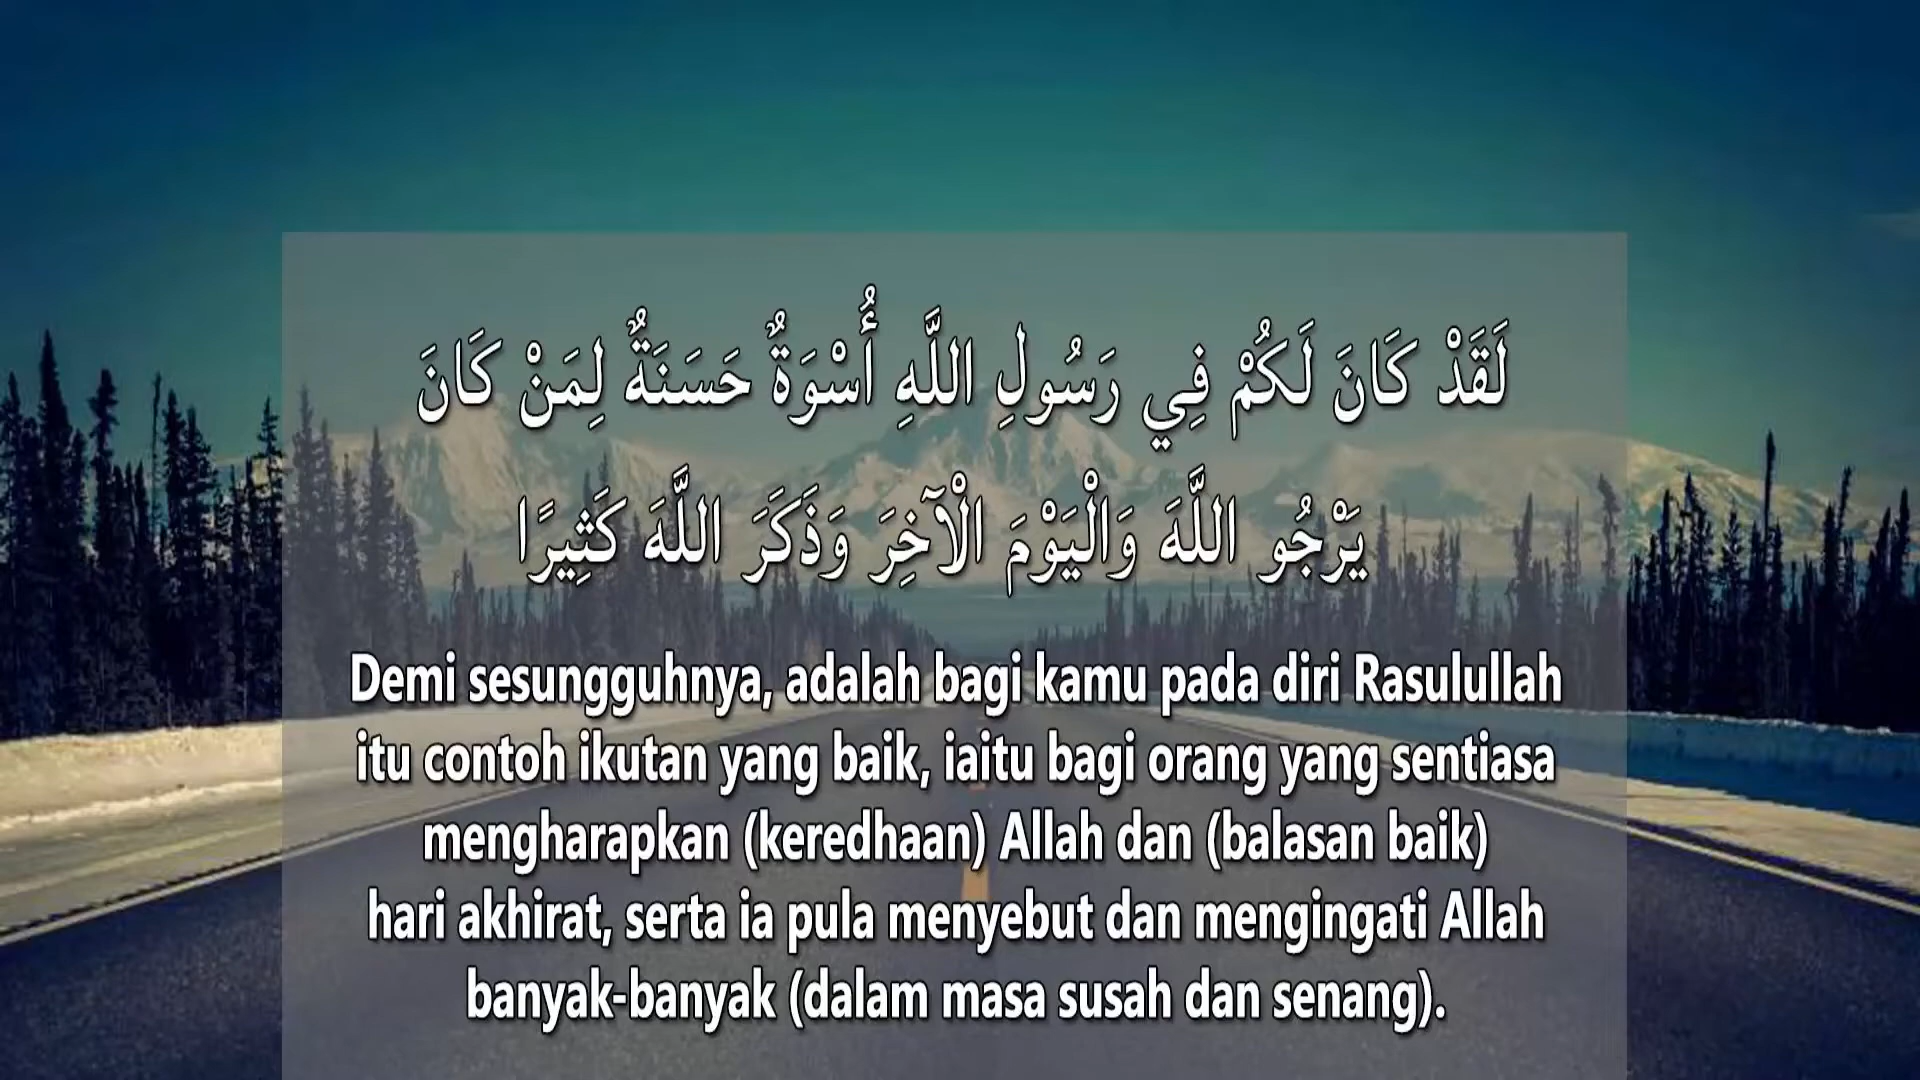 لَقَدْ كَانَ لَكُمْ فِي رَسُولِ اللَّهِ أُسْوَةٌ حَسَنَةٌ لِمَنْ كَانَ
يَرْجُو اللَّهَ وَالْيَوْمَ الْآخِرَ وَذَكَرَ اللَّهَ كَثِيرًا
Demi sesungguhnya, adalah bagi kamu pada diri Rasulullah
itu contoh ikutan yang baik, iaitu bagi orang yang sentiasa
mengharapkan (keredhaan) Allah dan (balasan baik)
hari akhirat, serta ia pula menyebut dan mengingati Allah
banyak-banyak (dalam masa susah dan senang).